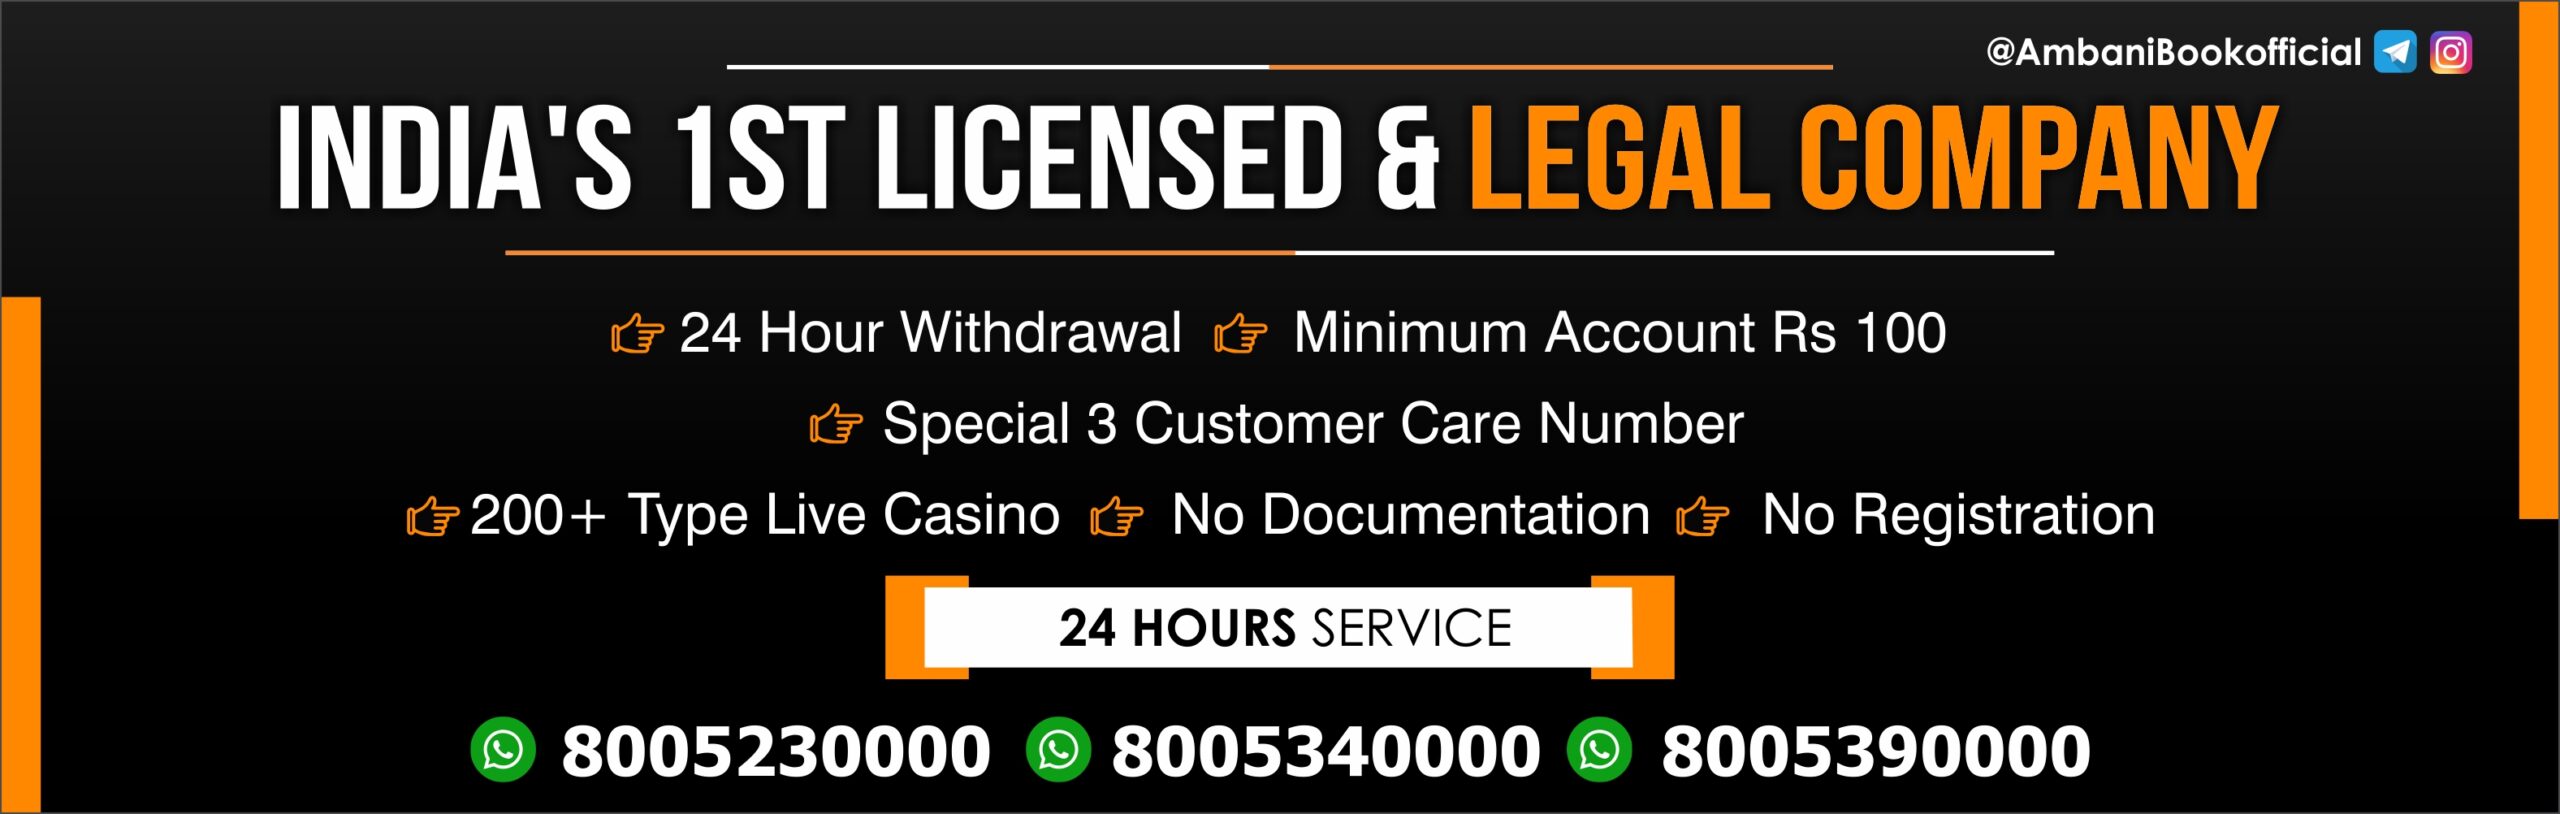 @AmbaniBookofficial
INDIA'S 1ST LICENSED & LEGAL COMPANY
24 Hour Withdrawal Minimum Account Rs 100
Special 3 Customer Care Number
200+ Type Live Casino No Documentation No Registration
24 HOURS SERVICE
8005230000 8005340000 8005390000